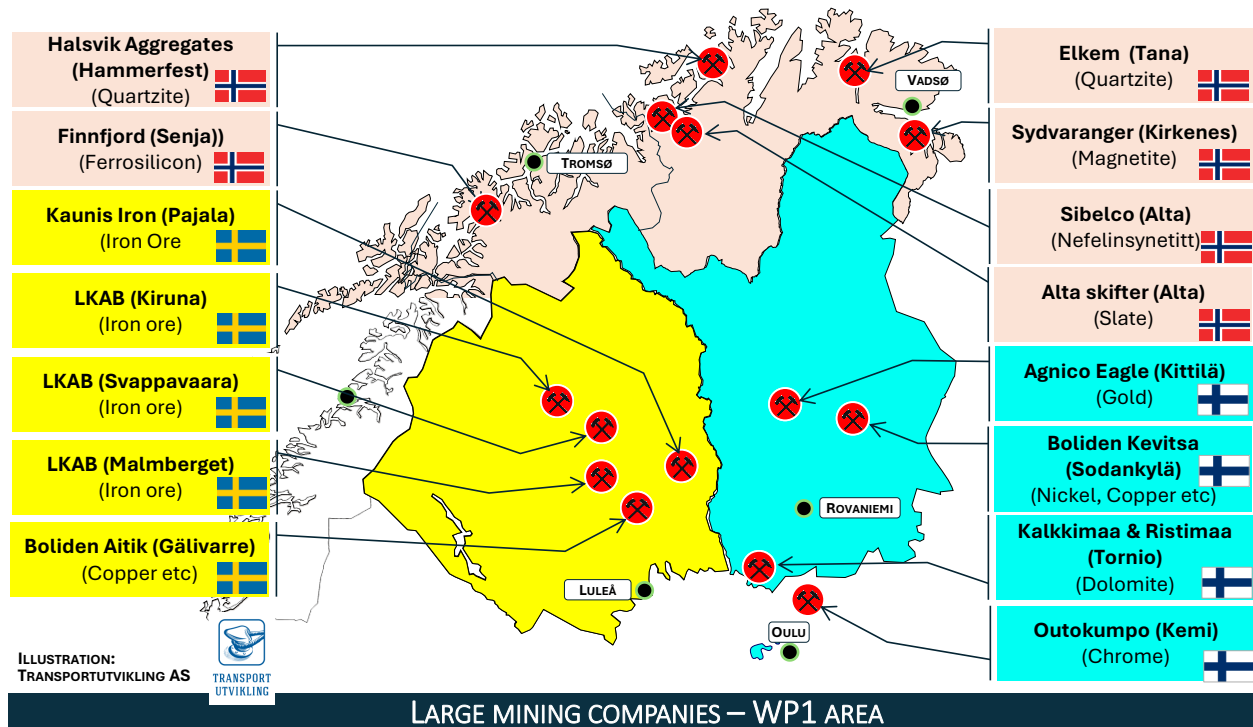 Halsvik Aggregates
(Hammerfest)
(Quartzite)
Finnfjord (Senja))
(Ferrosilicon)
Kaunis Iron (Pajala)
(Iron Ore
LKAB (Kiruna)
(Iron ore)
LKAB (Svappavaara)
(Iron ore)
LKAB (Malmberget)
(Iron ore)
Boliden Aitik (Gälivarre)
(Copper etc)
VADSØ
TROMSØ
ROVANIEMI
LULEÅ
OULU
Elkem (Tana)
(Quartzite)
Sydvaranger (Kirkenes)
(Magnetite)
Sibelco (Alta)
(Nefelinsynetitt)
Alta skifter (Alta)
(Slate)
Agnico Eagle (Kittilä)
(Gold)
Boliden Kevitsa
(Sodankylä)
(Nickel, Copper etc)
Kalkkimaa & Ristimaa
(Tornio)
(Dolomite)
Outokumpo (Kemi)
(Chrome)
ILLUSTRATION:
TRANSPORTUTVIKLING AS
TRANSPORT
UTVIKLING
LARGE MINING COMPANIES – WP1 AREA